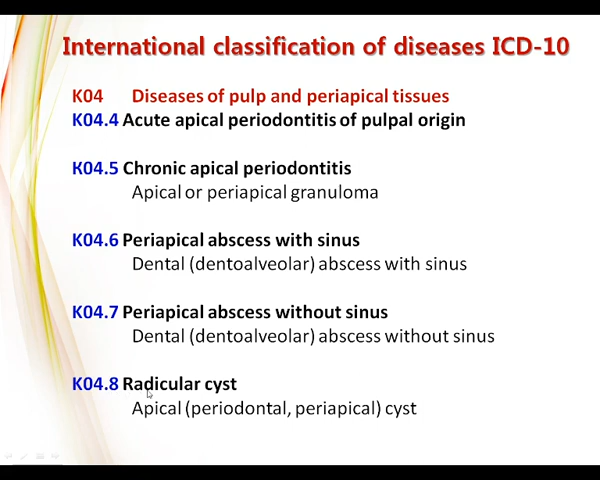 International classification of diseases ICD-10
K04 Diseases of pulp and periapical tissues
K04.4 Acute apical periodontitis of pulpal origin
K04.5 Chronic apical periodontitis
Apical or periapical granuloma
K04.6 Periapical abscess with sinus
Dental (dentoalveolar) abscess with sinus
K04.7 Periapical abscess without sinus
Dental (dentoalveolar) abscess without sinus
K04.8 Radicular cyst
Apical (periodontal, periapical) cyst